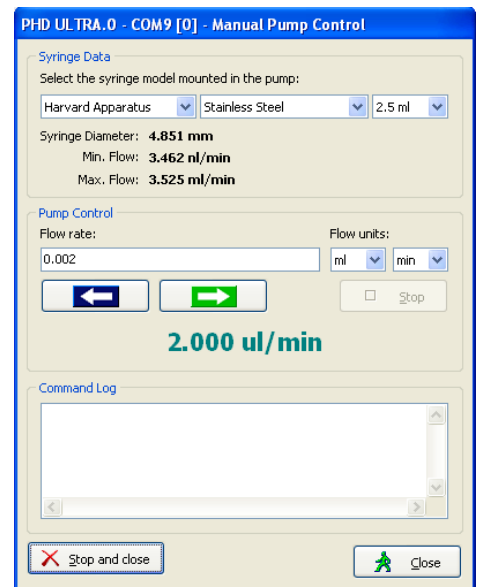 PHD ULTRA.0 - COM9 [0] - Manual Pump Control
Syringe Data
Select the syringe model mounted in the pump:
Harvard Apparatus Stainless Steel 2.5 ml
Syringe Diameter: 4.851 mm
Min. Flow: 3.462 nl/min
Max. Flow: 3.525 ml/min
Pump Control
Flow rate: Flow units:
0.002 ml min
Stop
2.000 ul/min
Command Log
Stop and close Close